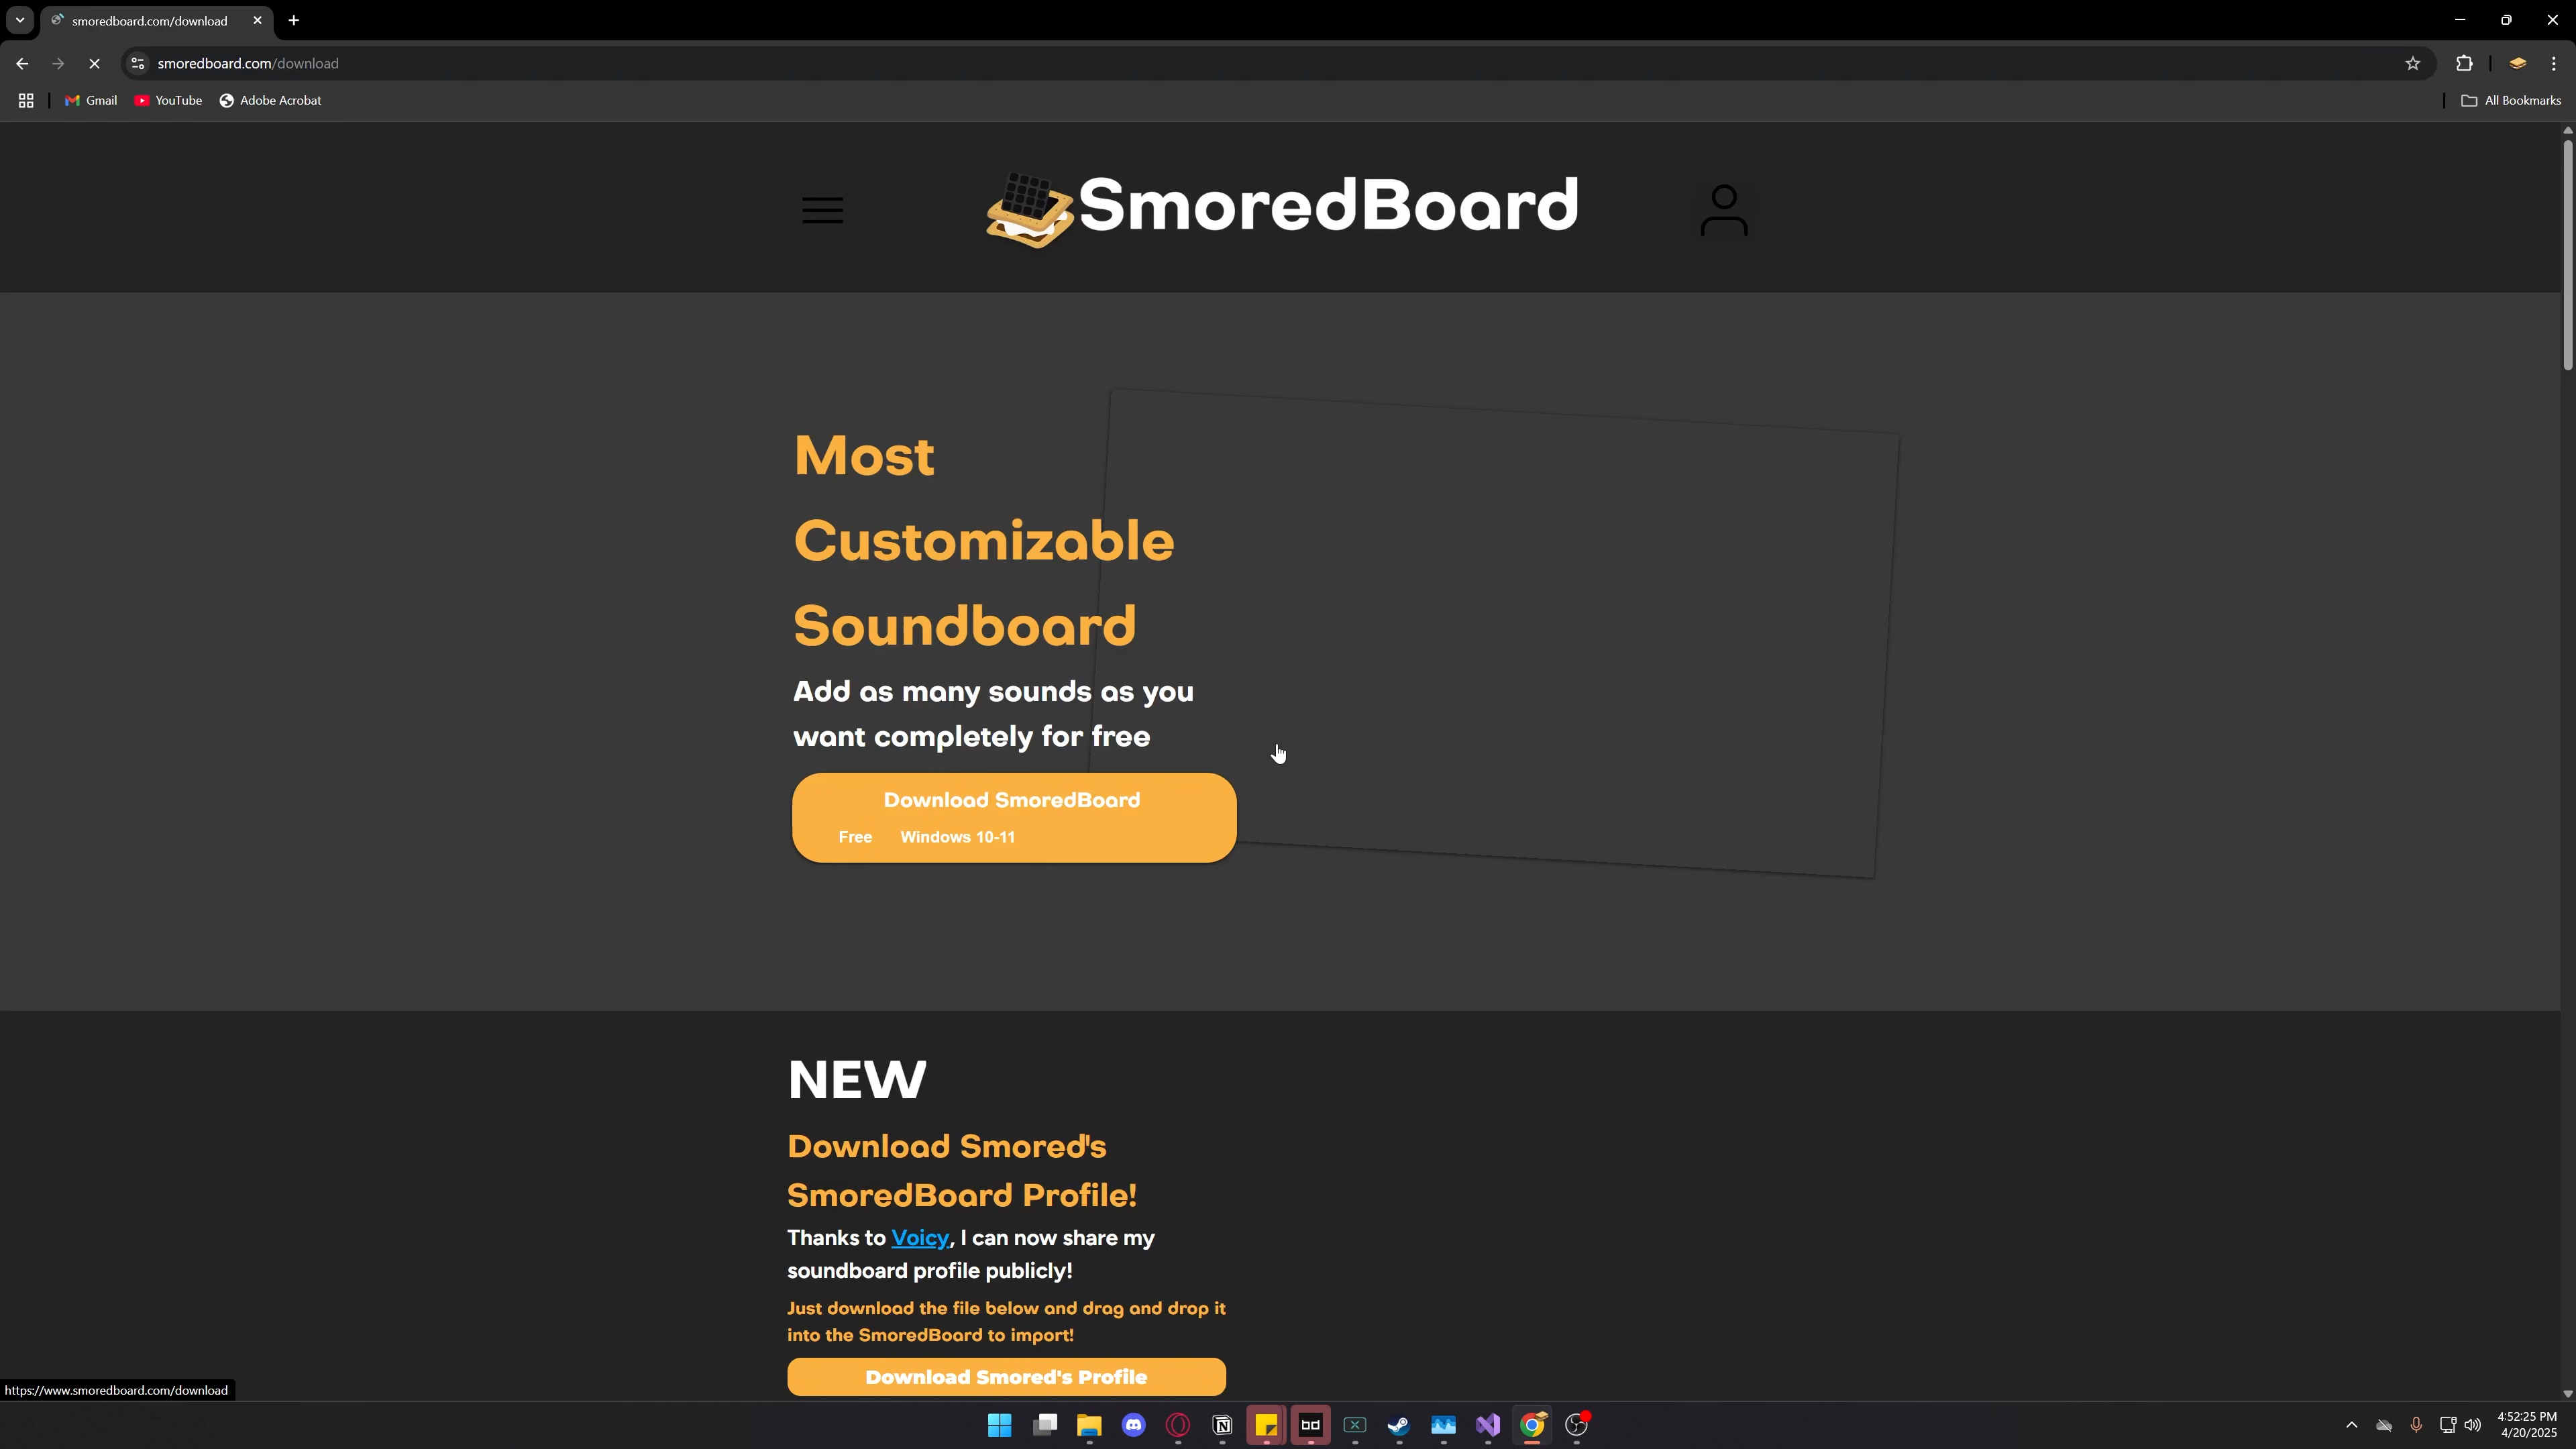 smoredboard.com/download
smoredboard.com/download
Gmail
YouTube
Adobe Acrobat
All Bookmarks
SmoredBoard
Most
Customizable
Soundboard
Add as many sounds as you
want completely for free
Download SmoredBoard
Free Windows 10-11
NEW
Download Smored's
SmoredBoard Profile!
Thanks to Voicy, I can now share my
soundboard profile publicly!
Just download the file below and drag and drop it
into the SmoredBoard to import!
Download Smored's Profile
https://www.smoredboard.com/download
bd
4:52:25 PM
4/20/2025